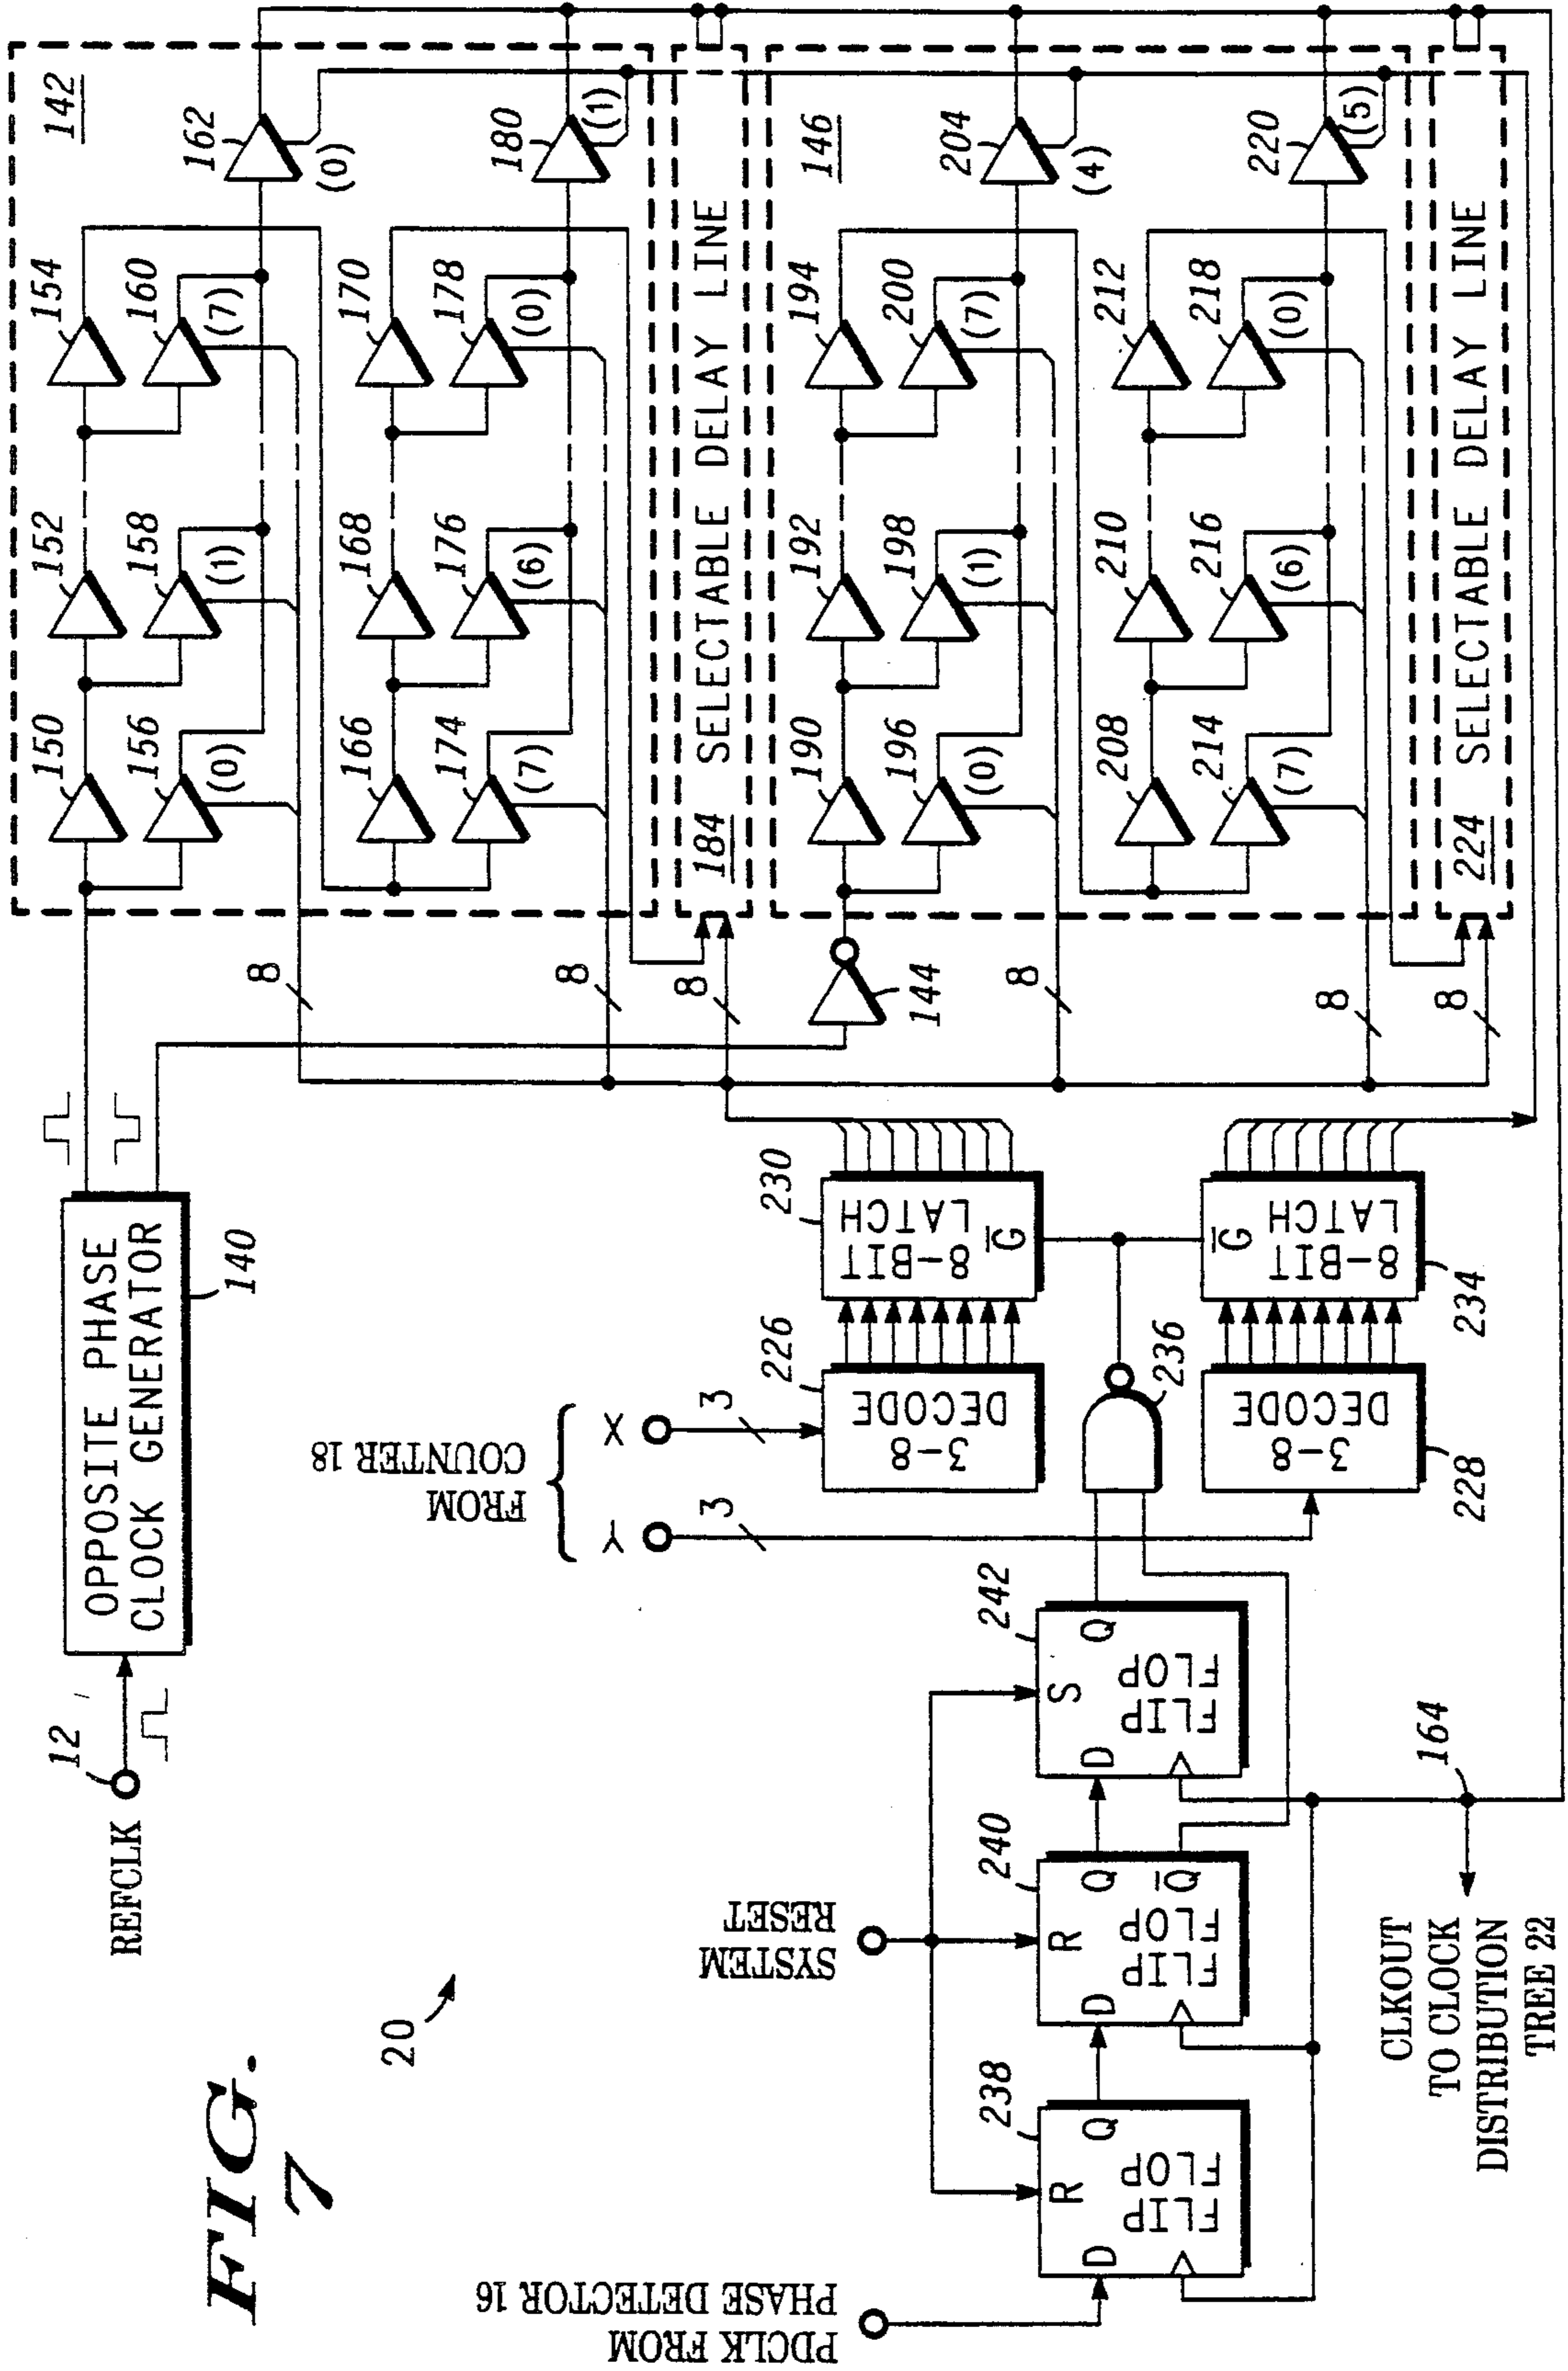 FIG. 7
20
REFCLK
12
OPPOSITE PHASE
CLOCK GENERATOR
140
142
150
152
154
156
(0)
158
(1)
160
(7)
162
(0)
166
168
170
174
(7)
176
(6)
178
(0)
180
(1)
8
8
8
184 SELECTABLE DELAY LINE
144
146
190
192
194
196
(0)
198
(1)
200
(7)
204
(4)
208
210
212
214
(7)
216
(6)
218
(0)
220
(5)
8
8
8
224 SELECTABLE DELAY LINE
FROM
COUNTER 18
X
Y
3
3
226
3-8
DECODE
230
8-BIT
LATCH
G
236
228
3-8
DECODE
234
8-BIT
LATCH
G
SYSTEM
RESET
PDCLK FROM
PHASE DETECTOR 16
238
D
R
Q
FLIP
FLOP
240
D
R
Q
Q
FLIP
FLOP
242
D
S
Q
FLIP
FLOP
164
CLKOUT
TO CLOCK
DISTRIBUTION
TREE 22